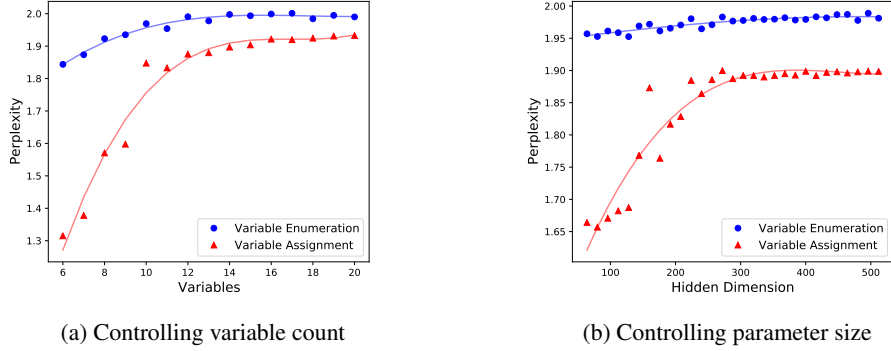 2.0
1.9
1.8
1.7
1.6
1.5
1.4
1.3
Perplexity
6 8 10 12 14 16 18 20
Variables
Variable Enumeration
Variable Assignment
(a) Controlling variable count
2.00
1.95
1.90
1.85
1.80
1.75
1.70
1.65
Perplexity
100 200 300 400 500
Hidden Dimension
Variable Enumeration
Variable Assignment
(b) Controlling parameter size